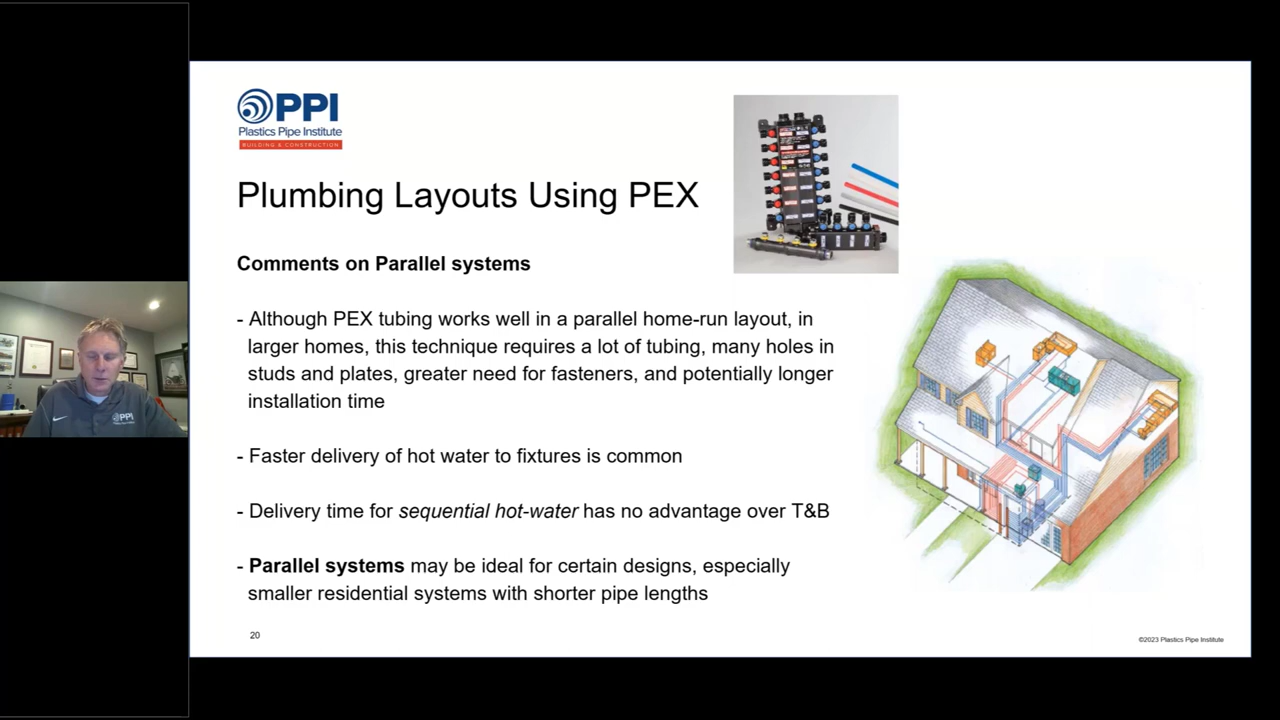 PPI
Plastics Pipe Institute
BUILDING & CONSTRUCTION
Plumbing Layouts Using PEX
Comments on Parallel systems
- Although PEX tubing works well in a parallel home-run layout, in
larger homes, this technique requires a lot of tubing, many holes in
studs and plates, greater need for fasteners, and potentially longer
installation time
- Faster delivery of hot water to fixtures is common
- Delivery time for sequential hot-water has no advantage over T&B
- Parallel systems may be ideal for certain designs, especially
smaller residential systems with shorter pipe lengths
20
©2023 Plastics Pipe Institute
PPI